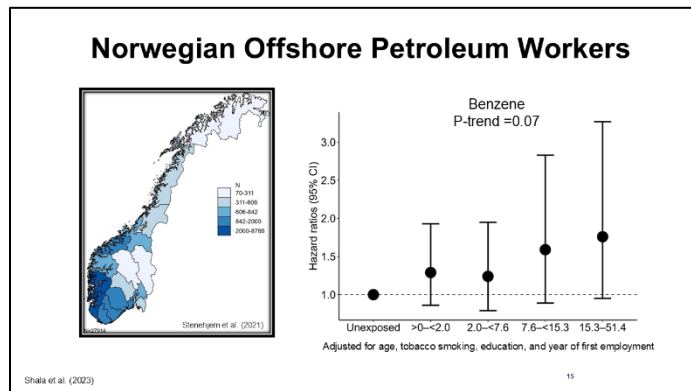 Norwegian Offshore Petroleum Workers
N
70-311
311-606
606-842
842-2000
2000-8769
N=27914
Stenehjem et al. (2021)
Benzene
P-trend =0.07
Hazard ratios (95% CI)
3.0
2.5
2.0
1.5
1.0
Unexposed
>0–<2.0
2.0–<7.6
7.6–<15.3
15.3–51.4
Adjusted for age, tobacco smoking, education, and year of first employment
Shala et al. (2023)
15